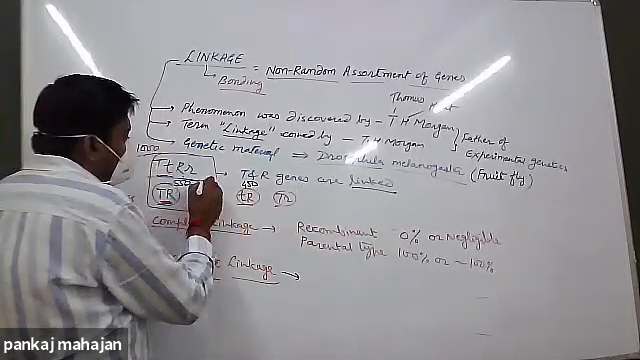 LINKAGE = Non-Random Assortment of Genes
Bonding
Thomas Hunt
Phenomenon was discovered by - T H Morgan
Term "Linkage" coined by - T H Morgan
Father of Experimental genetics
Genetic material ⇒ Drosophila melanogaster (Fruit fly)
1000
Rr → T & R genes are linked
TR tR Tr
Linkage → Recombinant 0% or Negligible
Parental type 100% or ~100%
Linkage →
pankaj mahajan